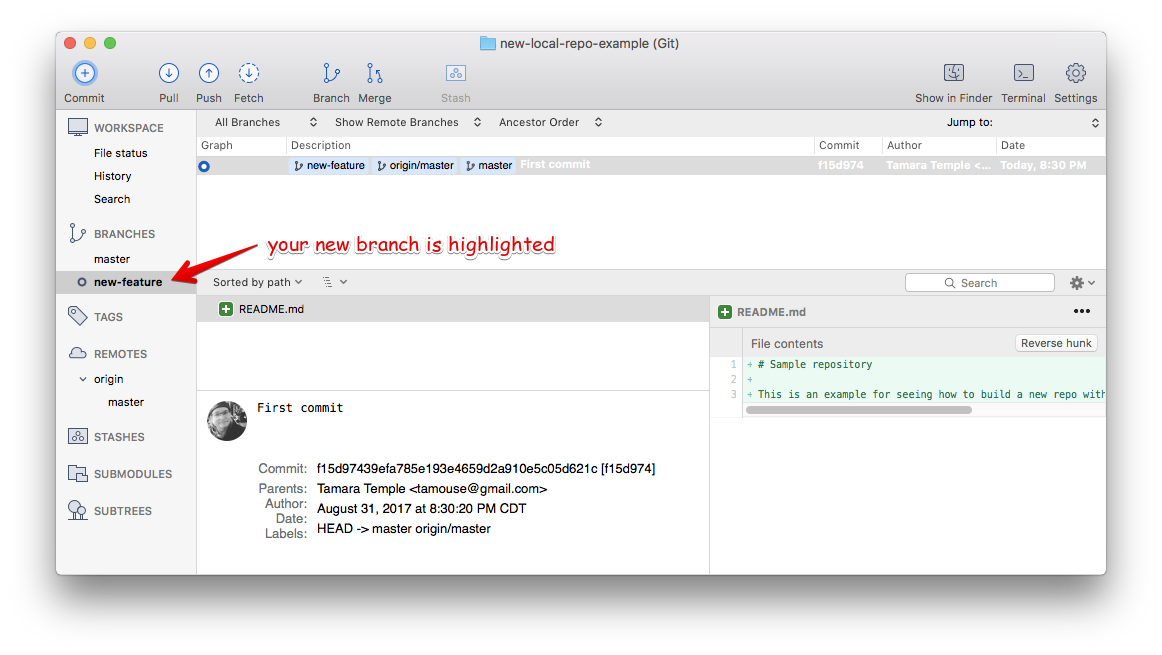 new-local-repo-example (Git)
Commit Pull Push Fetch Branch Merge Stash Show in Finder Terminal Settings
All Branches Show Remote Branches Ancestor Order Jump to:
Graph Description Commit Author Date
new-feature origin/master master First commit f15d974 Tamara Temple <... Today, 8:30 PM
WORKSPACE
File status
History
Search
BRANCHES
master
new-feature
TAGS
REMOTES
origin
master
STASHES
SUBMODULES
SUBTREES
your new branch is highlighted
Sorted by path Search
README.md
First commit
Commit: f15d97439efa785e193e4659d2a910e5c05d621c [f15d974]
Parents: Tamara Temple <tamouse@gmail.com>
Author: August 31, 2017 at 8:30:20 PM CDT
Date: HEAD -> master origin/master
Labels:
README.md •••
File contents Reverse hunk
1 + # Sample repository
2 +
3 + This is an example for seeing how to build a new repo with